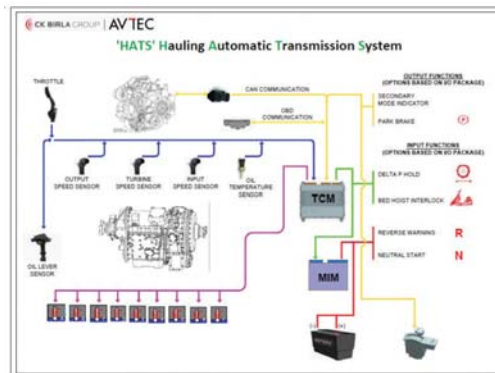 CK BIRLA GROUP | AVTEC
'HATS' Hauling Automatic Transmission System
THROTTLE
CAN COMMUNICATION
OBD
COMMUNICATION
OUTPUT FUNCTIONS
(OPTIONS BASED ON I/O PACKAGE)
SECONDARY
MODE INDICATOR
PARK BRAKE
INPUT FUNCTIONS
(OPTIONS BASED ON I/O PACKAGE)
OUTPUT
SPEED SENSOR
TURBINE
SPEED SENSOR
INPUT
SPEED SENSOR
OIL
TEMPERATURE
SENSOR
TCM
DELTA P HOLD
BED HOIST INTERLOCK
OIL LEVER
SENSOR
REVERSE WARNING
R
MIM
NEUTRAL START
N
(-)
(+)
AVTEC